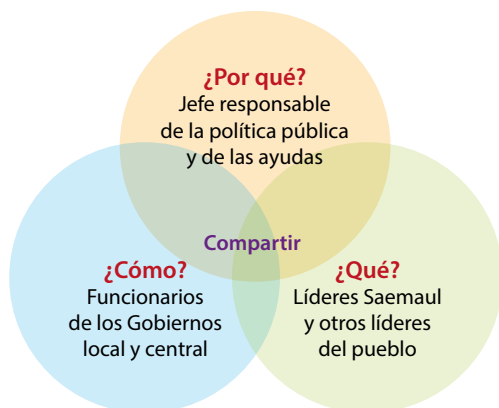 ¿Por qué?
Jefe responsable
de la política pública
y de las ayudas
Compartir
¿Cómo?
Funcionarios
de los Gobiernos
local y central
¿Qué?
Líderes Saemaul
y otros líderes
del pueblo